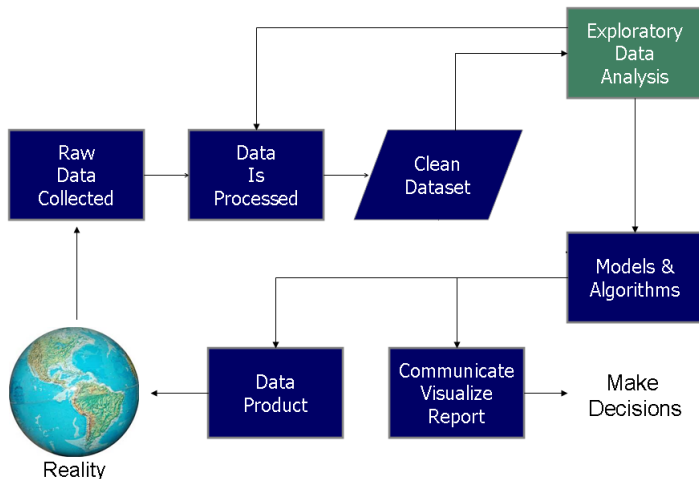 Exploratory
Data
Analysis
Raw
Data
Collected
Data
Is
Processed
Clean
Dataset
Models &
Algorithms
Data
Product
Communicate
Visualize
Report
Make
Decisions
Reality